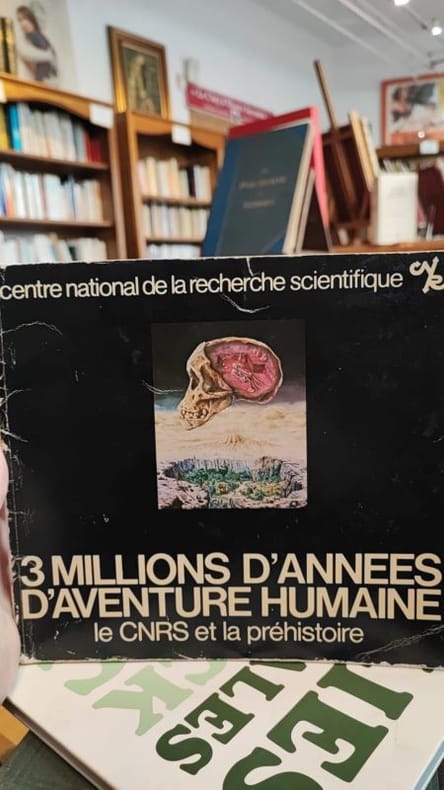 centre national de la recherche scientifique
3 MILLIONS D'ANNEES
D'AVENTURE HUMAINE
le CNRS et la préhistoire